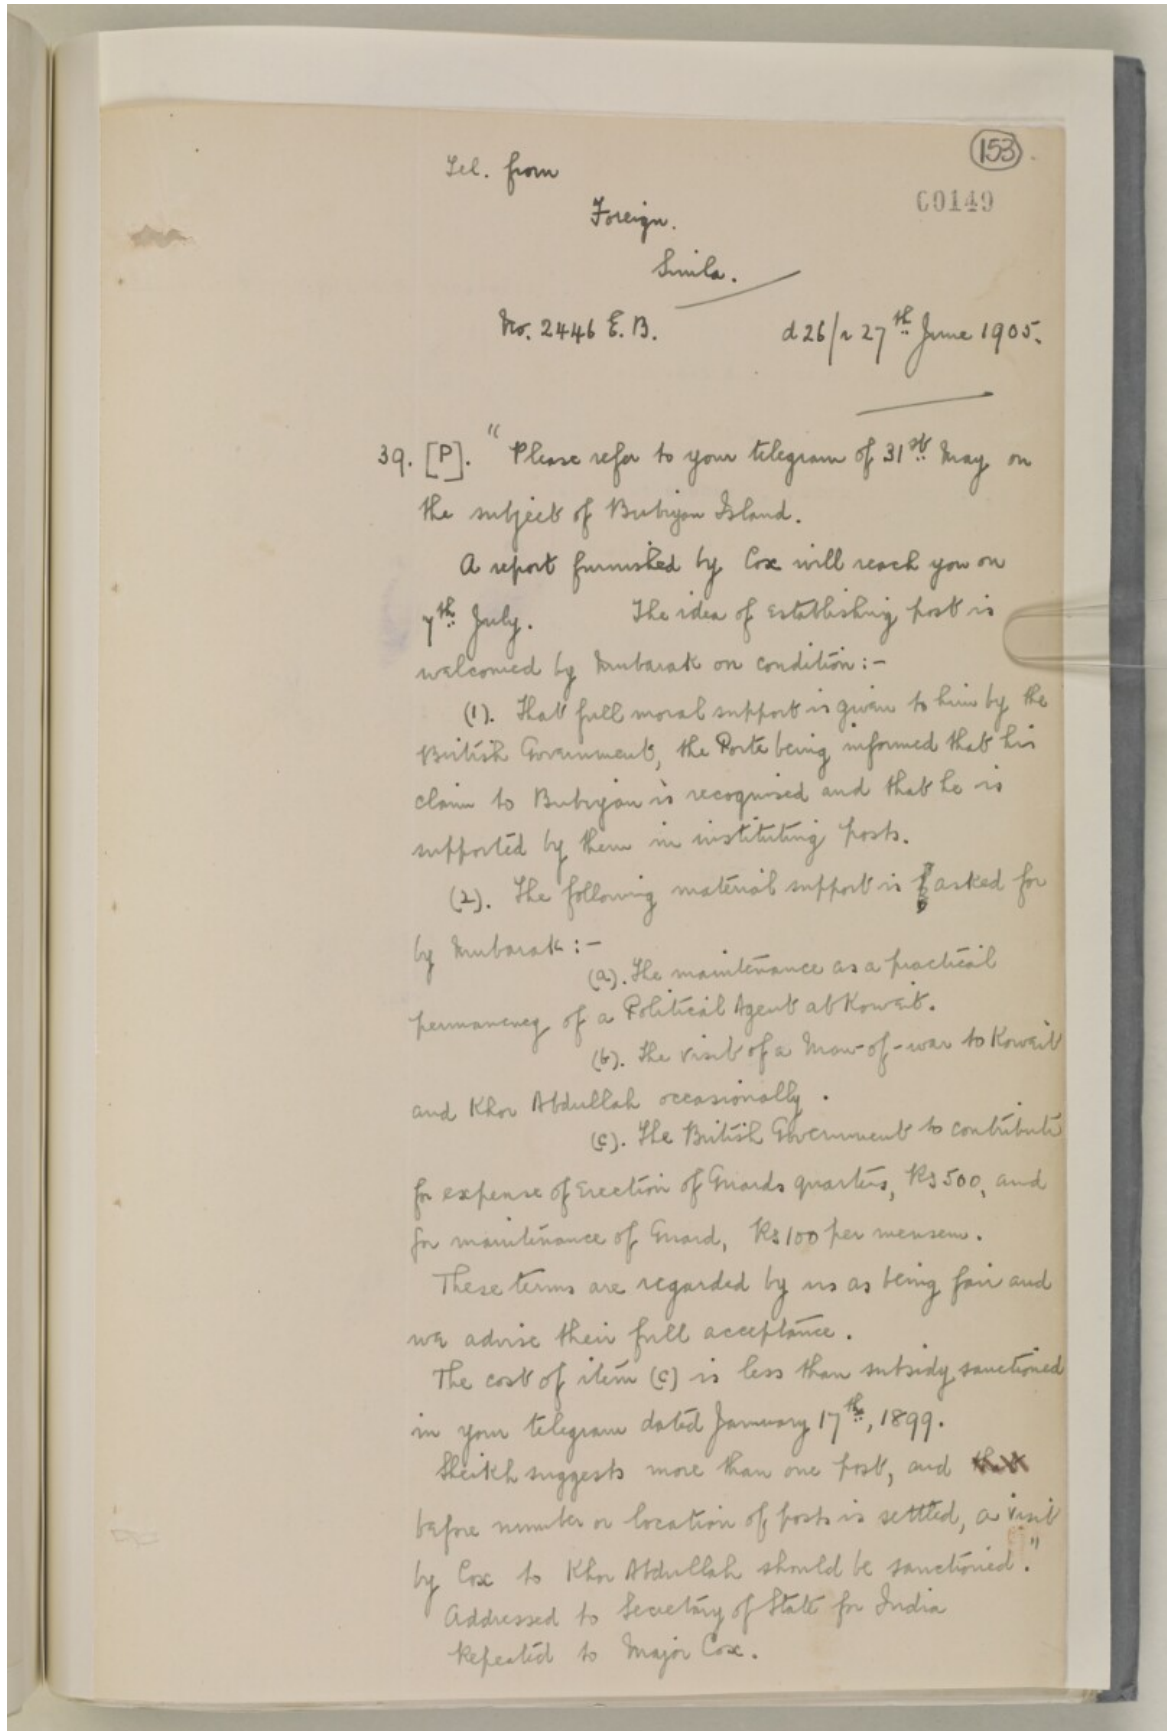 153
00149
Tel. from
Foreign.
Simla.
No. 2446 E.B. d 26/r 27th June 1905.
39. [P]. "Please refer to your telegram of 31st May on
the subject of Bubiyan Island.
A report furnished by Cox will reach you on
7th July. The idea of establishing post is
welcomed by Mubarak on condition :-
(1). That full moral support is given to him by the
British Government, the Porte being informed that his
claim to Bubiyan is recognised and that he is
supported by them in instituting posts.
(2). The following material support is asked for
by Mubarak :-
(a). The maintenance as a practical
permanency of a Political Agent at Koweit.
(b). The visit of a Man-of-war to Koweit
and Khor Abdullah occasionally.
(c). The British Government to contribute
for expense of Erection of Guards quarters, Rs 500, and
for maintenance of Guard, Rs 100 per mensem.
These terms are regarded by us as being fair and
we advise their full acceptance.
The cost of item (c) is less than subsidy sanctioned
in your telegram dated January 17th, 1899.
Sheikh suggests more than one post, and
before number or location of posts is settled, a visit
by Cox to Khor Abdullah should be sanctioned."
Addressed to Secretary of State for India
Repeated to Major Cox.